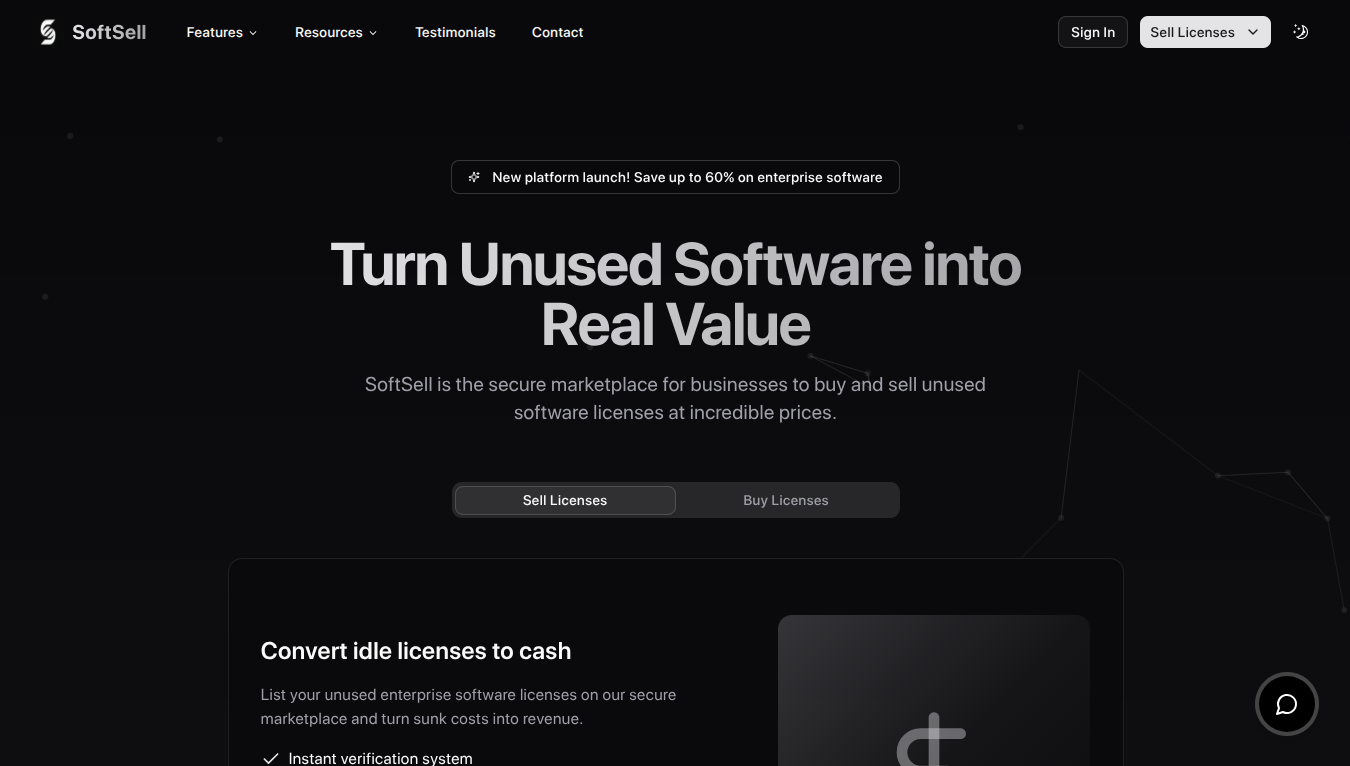 SoftSell
Features
Resources
Testimonials
Contact
Sign In
Sell Licenses
New platform launch! Save up to 60% on enterprise software
Turn Unused Software into
Real Value
SoftSell is the secure marketplace for businesses to buy and sell unused
software licenses at incredible prices.
Sell Licenses
Buy Licenses
Convert idle licenses to cash
List your unused enterprise software licenses on our secure
marketplace and turn sunk costs into revenue.
Instant verification system